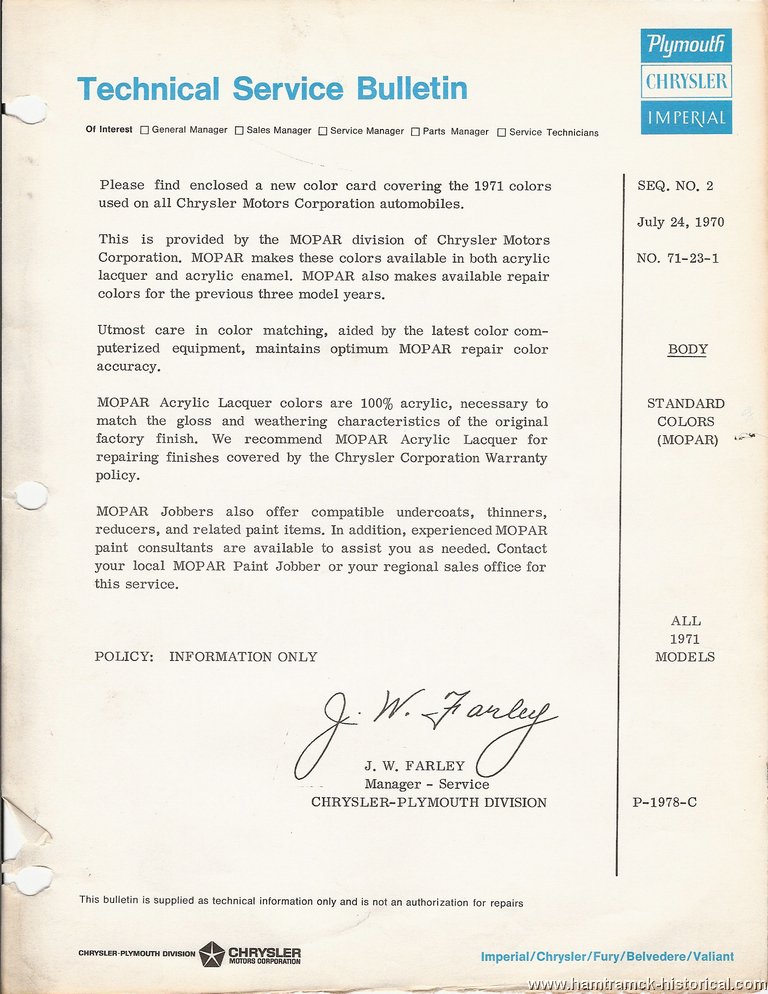 Plymouth
CHRYSLER
IMPERIAL
Technical Service Bulletin
Of Interest □ General Manager □ Sales Manager □ Service Manager □ Parts Manager □ Service Technicians
Please find enclosed a new color card covering the 1971 colors
used on all Chrysler Motors Corporation automobiles.
This is provided by the MOPAR division of Chrysler Motors
Corporation. MOPAR makes these colors available in both acrylic
lacquer and acrylic enamel. MOPAR also makes available repair
colors for the previous three model years.
Utmost care in color matching, aided by the latest color com-
puterized equipment, maintains optimum MOPAR repair color
accuracy.
MOPAR Acrylic Lacquer colors are 100% acrylic, necessary to
match the gloss and weathering characteristics of the original
factory finish. We recommend MOPAR Acrylic Lacquer for
repairing finishes covered by the Chrysler Corporation Warranty
policy.
MOPAR Jobbers also offer compatible undercoats, thinners,
reducers, and related paint items. In addition, experienced MOPAR
paint consultants are available to assist you as needed. Contact
your local MOPAR Paint Jobber or your regional sales office for
this service.
POLICY: INFORMATION ONLY
J. W. Farley
J. W. FARLEY
Manager - Service
CHRYSLER-PLYMOUTH DIVISION
SEQ. NO. 2
July 24, 1970
NO. 71-23-1
BODY
STANDARD
COLORS
(MOPAR)
ALL
1971
MODELS
P-1978-C
This bulletin is supplied as technical information only and is not an authorization for repairs
CHRYSLER-PLYMOUTH DIVISION
CHRYSLER
MOTORS CORPORATION
Imperial/Chrysler/Fury/Belvedere/Valiant
www.hamtramck-historical.com